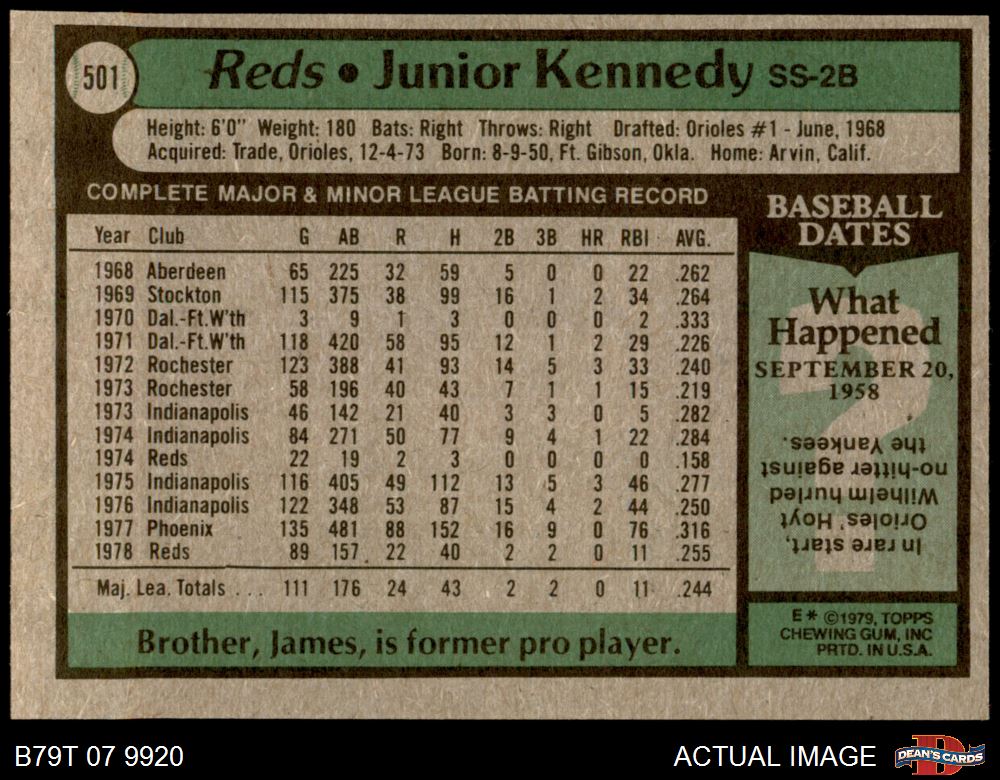 501 Reds • Junior Kennedy SS-2B
Height: 6'0" Weight: 180 Bats: Right Throws: Right Drafted: Orioles #1 - June, 1968
Acquired: Trade, Orioles, 12-4-73 Born: 8-9-50, Ft. Gibson, Okla. Home: Arvin, Calif.
COMPLETE MAJOR & MINOR LEAGUE BATTING RECORD
Year Club G AB R H 2B 3B HR RBI AVG.
1968 Aberdeen 65 225 32 59 5 0 0 22 .262
1969 Stockton 115 375 38 99 16 1 2 34 .264
1970 Dal.-Ft.W'th 3 9 1 3 0 0 0 2 .333
1971 Dal.-Ft.W'th 118 420 58 95 12 1 2 29 .226
1972 Rochester 123 388 41 93 14 5 3 33 .240
1973 Rochester 58 196 40 43 7 1 1 15 .219
1973 Indianapolis 46 142 21 40 3 3 0 5 .282
1974 Indianapolis 84 271 50 77 9 4 1 22 .284
1974 Reds 22 19 2 3 0 0 0 0 .158
1975 Indianapolis 116 405 49 112 13 5 3 46 .277
1976 Indianapolis 122 348 53 87 15 4 2 44 .250
1977 Phoenix 135 481 88 152 16 9 0 76 .316
1978 Reds 89 157 22 40 2 2 0 11 .255
Maj. Lea. Totals . . . 111 176 24 43 2 2 0 11 .244
Brother, James, is former pro player.
BASEBALL
DATES
What
Happened
SEPTEMBER 20,
1958
In rare start,
Orioles' Hoyt
Wilhelm hurled
no-hitter against
the Yankees.
E* ©1979, TOPPS
CHEWING GUM, INC
PRTD. IN U.S.A.
B79T 07 9920
ACTUAL IMAGE
D
DEAN'S CARDS